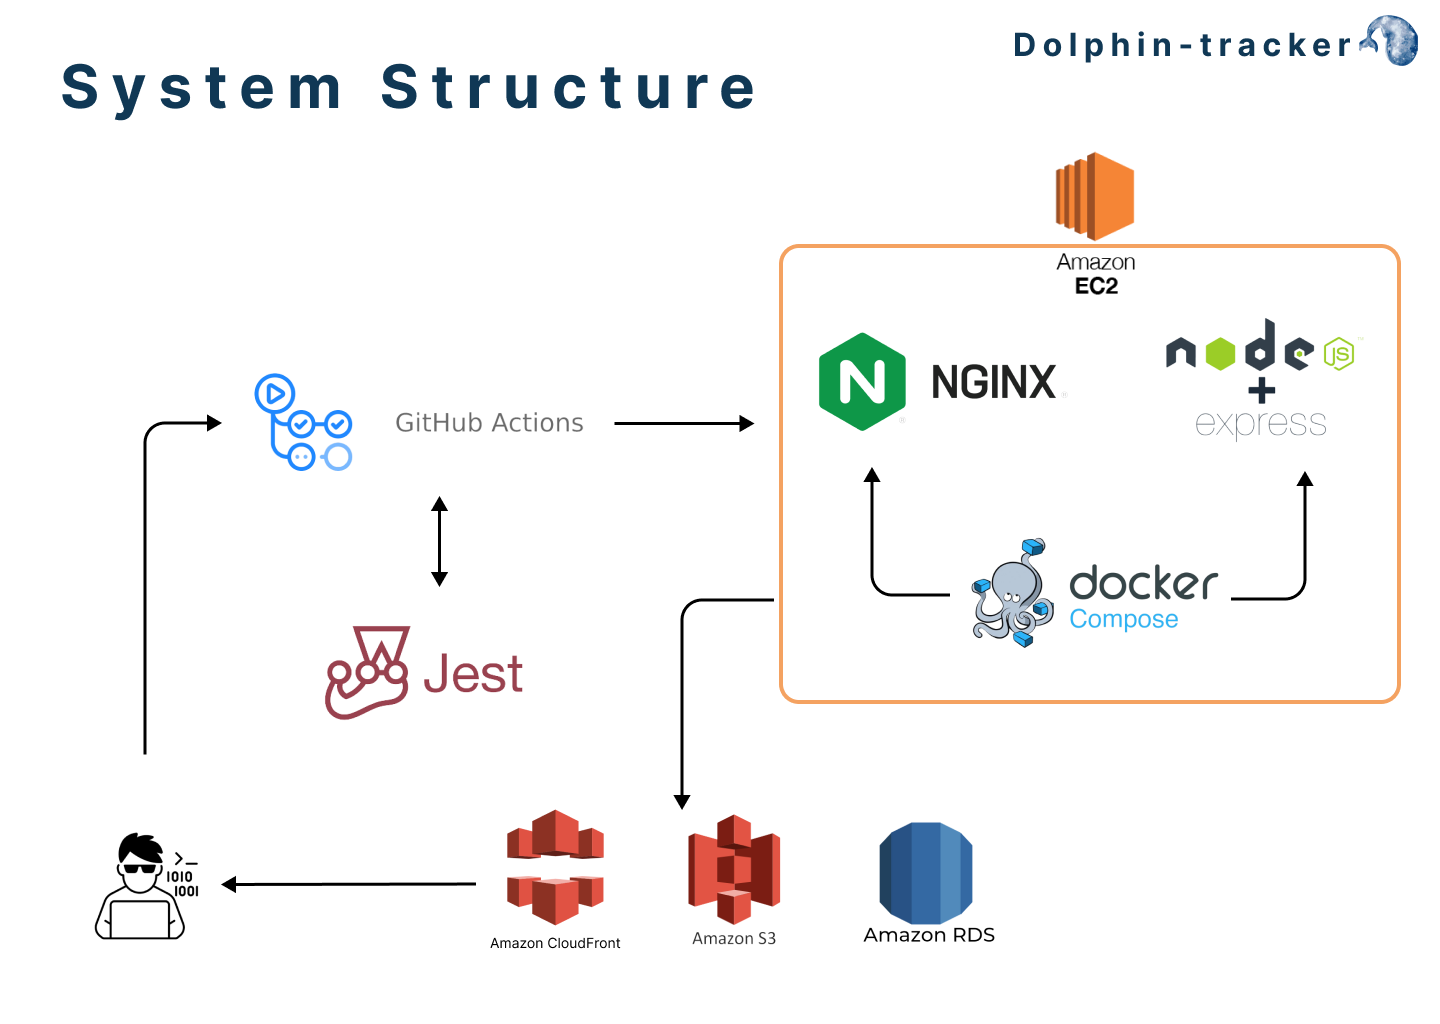 Dolphin-tracker
System Structure
Amazon
EC2
NGINX
node JS
+
express
GitHub Actions
docker
Compose
Jest
>_
1010
1001
Amazon CloudFront
Amazon S3
Amazon RDS